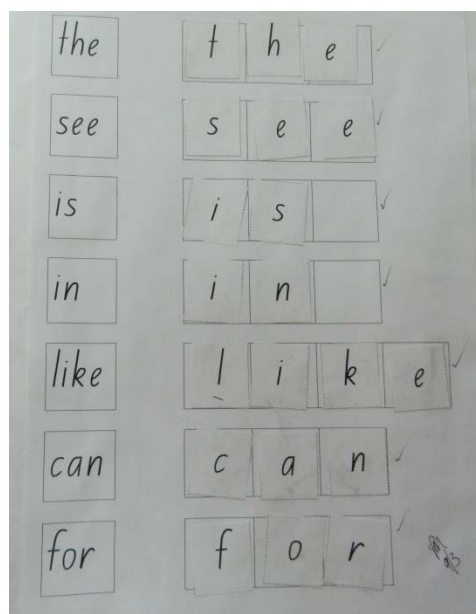 the t h e
see s e e
is i s
in i n
like l i k e
can c a n
for f o r